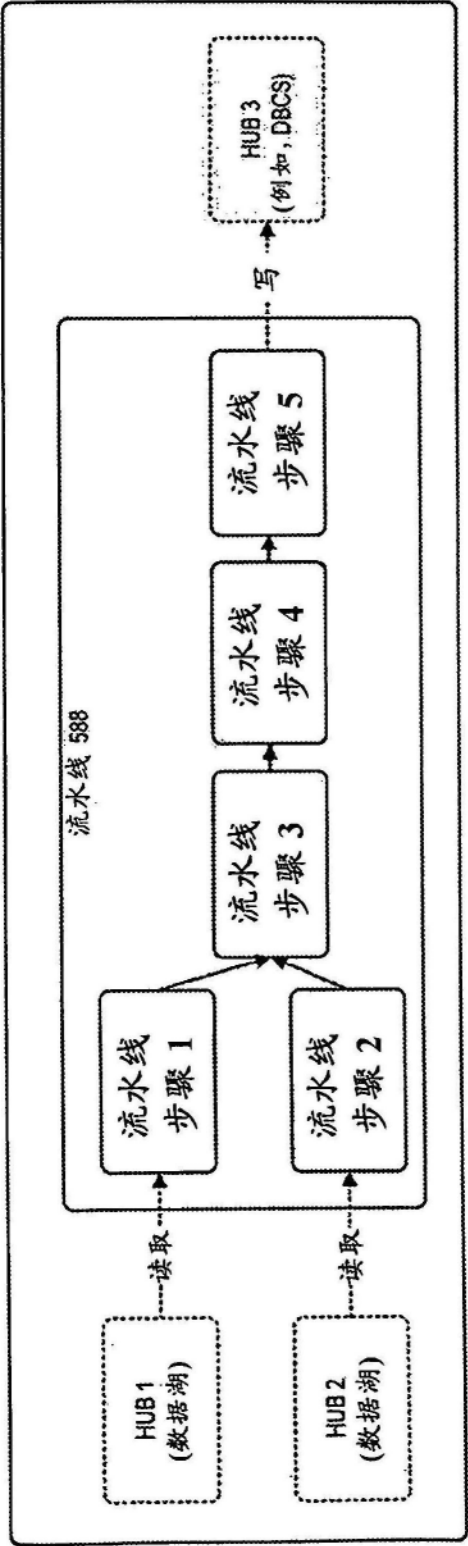 流水线 588
HUB 1
(数据湖)
读取
流水线
步骤 1
HUB 2
(数据湖)
读取
流水线
步骤 2
流水线
步骤 3
流水线
步骤 4
流水线
步骤 5
写
HUB 3
(例如,DBCS)